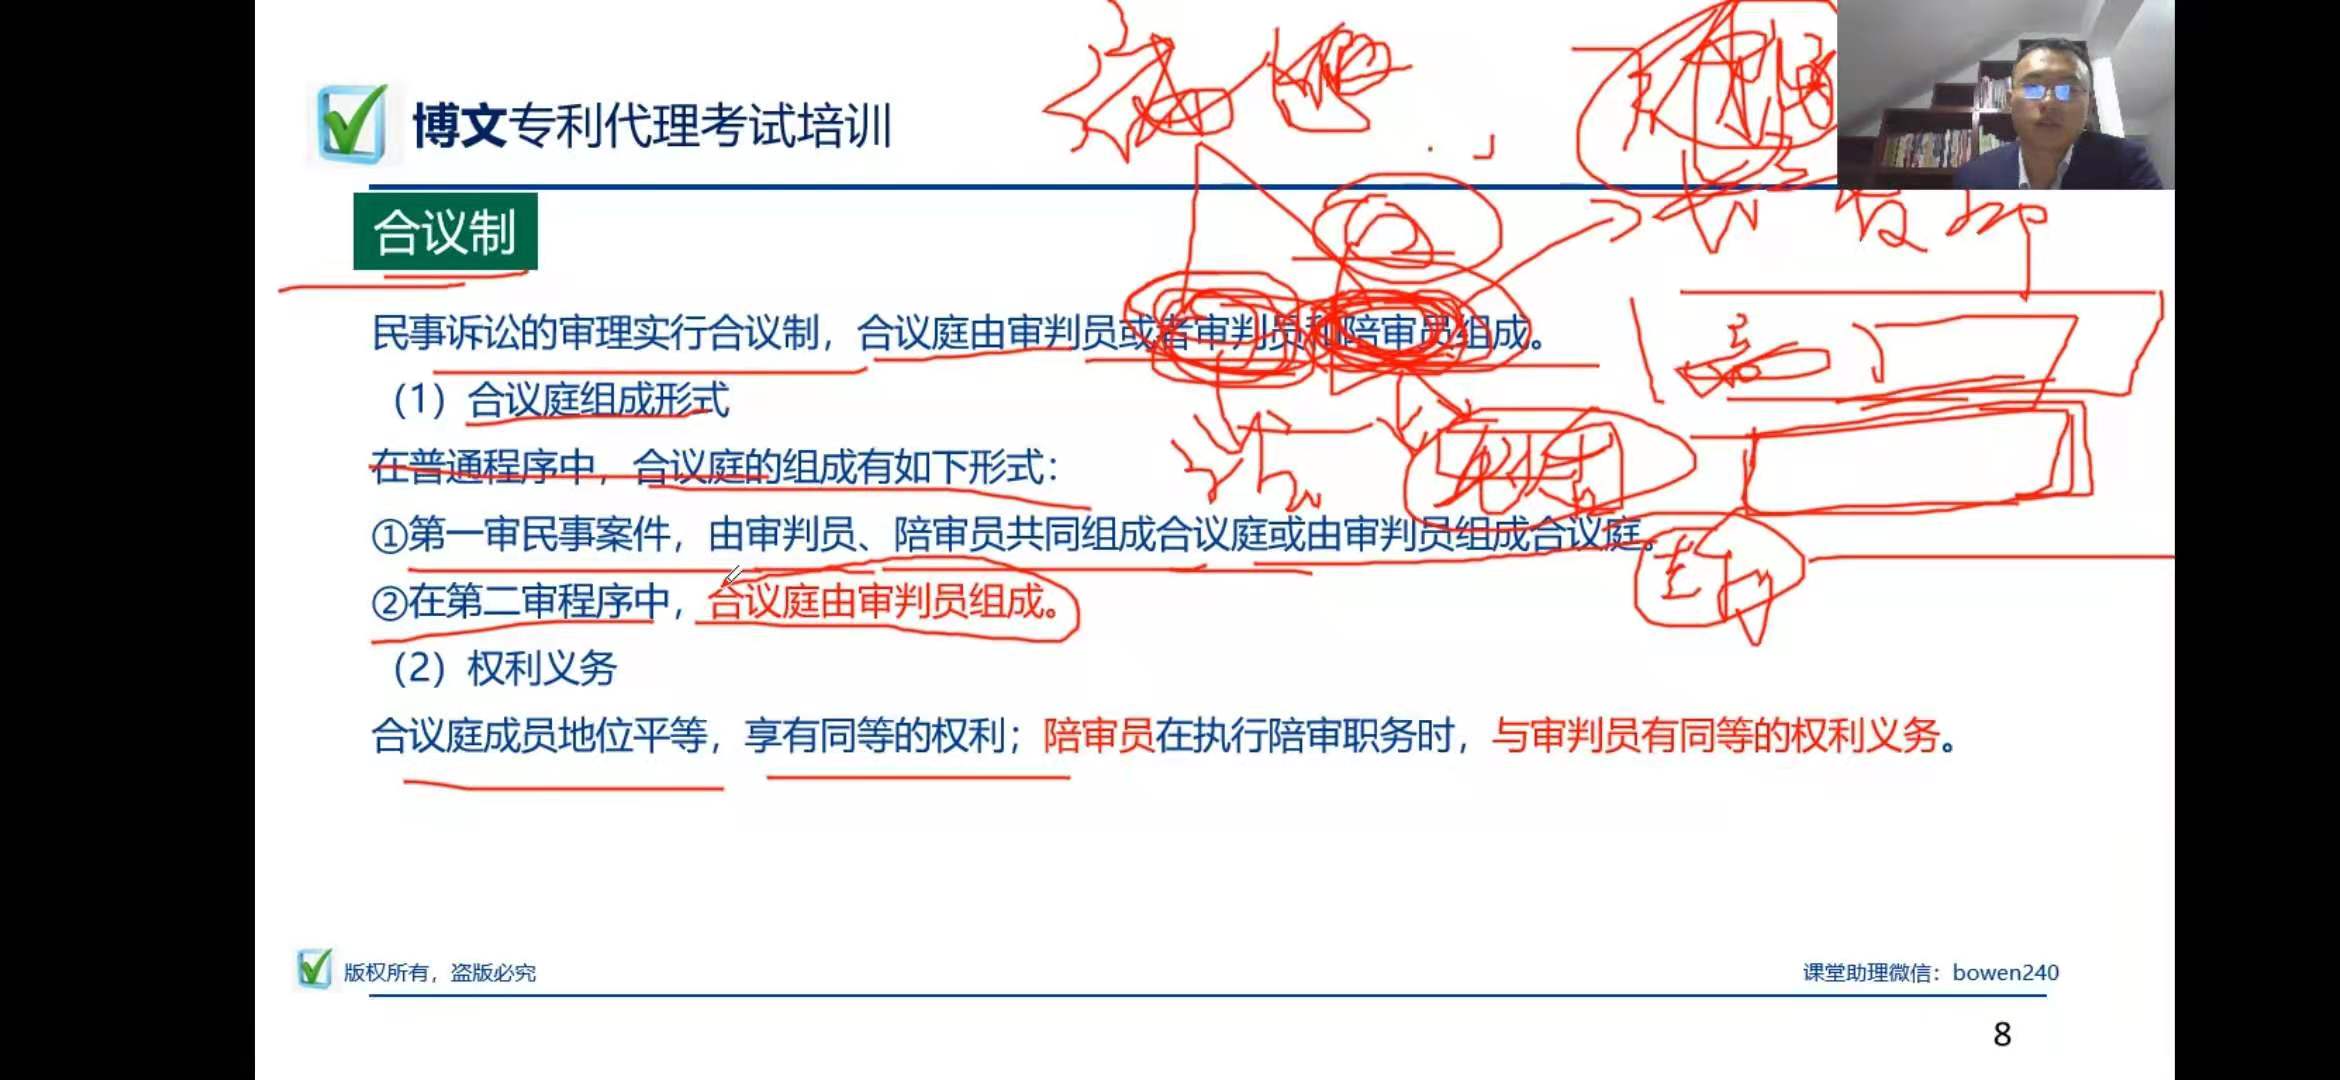 博文专利代理考试培训
合议制
民事诉讼的审理实行合议制，合议庭由审判员或者审判员和陪审员组成。
（1）合议庭组成形式
在普通程序中，合议庭的组成有如下形式：
①第一审民事案件，由审判员、陪审员共同组成合议庭或由审判员组成合议庭。
②在第二审程序中，合议庭由审判员组成。
（2）权利义务
合议庭成员地位平等，享有同等的权利；陪审员在执行陪审职务时，与审判员有同等的权利义务。
版权所有，盗版必究
课堂助理微信：bowen240
8